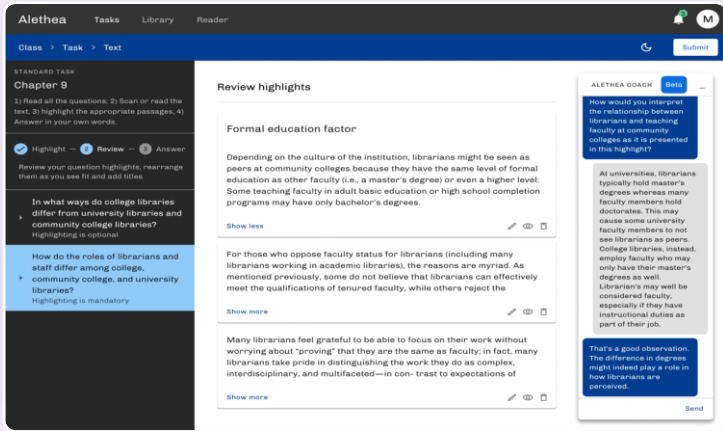 Alethea
Tasks
Library
Reader
3
M
Class > Task > Text
Submit
STANDARD TASK
Chapter 9
1) Read all the questions; 2) Scan or read the
text, 3) highlight the appropriate passages, 4)
Answer in your own words.
Highlight — 2 Review — 3 Answer
Review your question highlights, rearrange
them as you see fit and add titles
In what ways do college libraries
differ from university libraries and
community college libraries?
Highlighting is optional
How do the roles of librarians and
staff differ among college,
community college, and university
libraries?
Highlighting is mandatory
Review highlights
Formal education factor
Depending on the culture of the institution, librarians might be seen as
peers at community colleges because they have the same level of formal
education as other faculty (i.e., a master's degree) or even a higher level:
Some teaching faculty in adult basic education or high school completion
programs may have only bachelor's degrees.
Show less
For those who oppose faculty status for librarians (including many
librarians working in academic libraries), the reasons are myriad. As
mentioned previously, some do not believe that librarians can effectively
meet the qualifications of tenured faculty, while others reject the
Show more
Many librarians feel grateful to be able to focus on their work without
worrying about "proving" that they are the same as faculty; in fact, many
librarians take pride in distinguishing the work they do as complex,
interdisciplinary, and multifaceted—in con- trast to expectations of
Show more
ALETHEA COACH
Beta
How would you interpret
the relationship between
librarians and teaching
faculty at community
colleges as it is presented
in this highlight?
At universities, librarians
typically hold master's
degrees whereas many
faculty members hold
doctorates. This may
cause some university
faculty members to not
see librarians as peers.
College libraries, instead,
employ faculty who may
only have their master's
degrees as well.
Librarian's may well be
considered faculty,
especially if they have
instructional duties as
part of their job.
That's a good observation.
The difference in degrees
might indeed play a role in
how librarians are
perceived.
Send